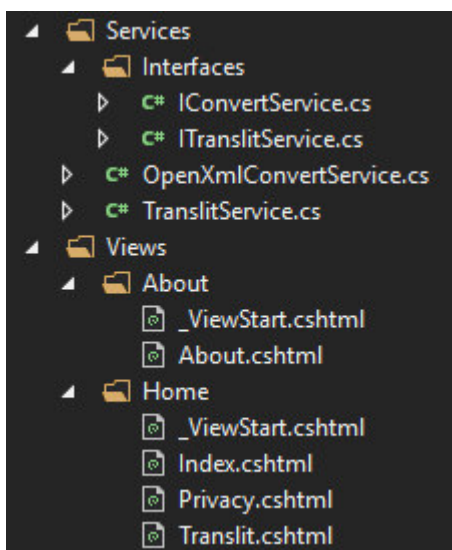 Services
Interfaces
C# IConvertService.cs
C# ITranslitService.cs
C# OpenXmlConvertService.cs
C# TranslitService.cs
Views
About
_ViewStart.cshtml
About.cshtml
Home
_ViewStart.cshtml
Index.cshtml
Privacy.cshtml
Translit.cshtml